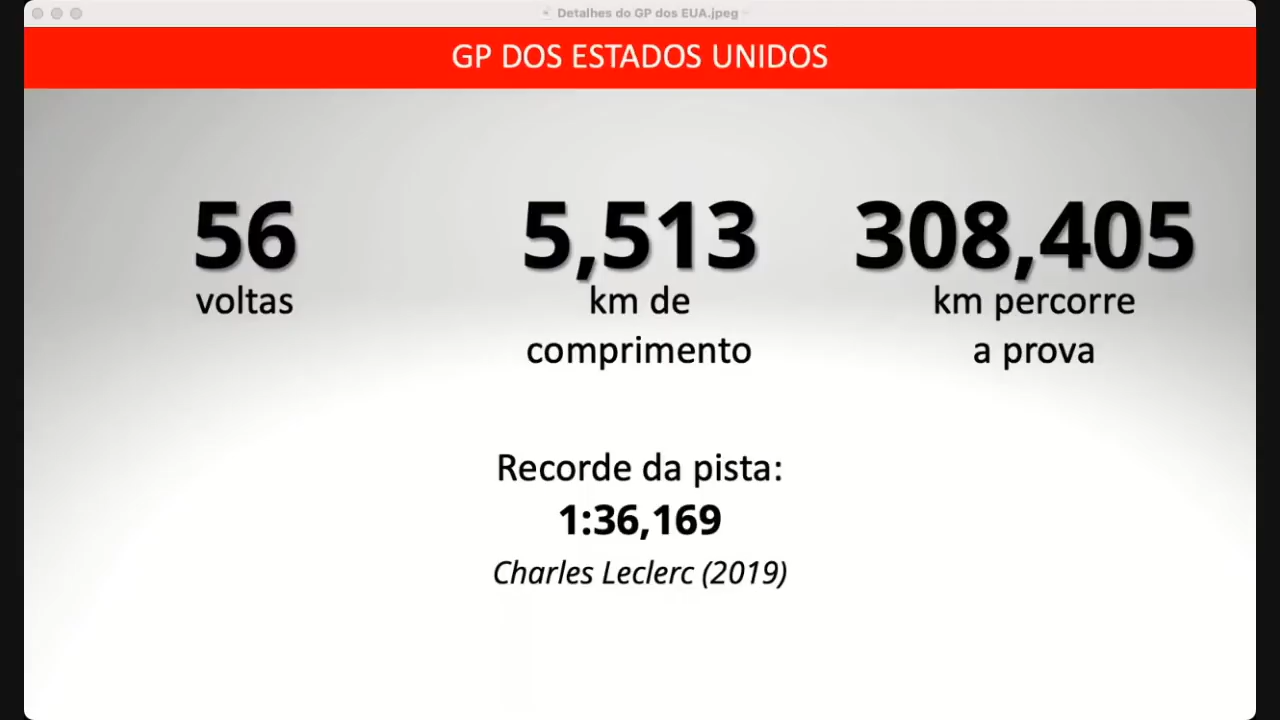 Detalhes do GP dos EUA.jpeg
GP DOS ESTADOS UNIDOS
56
voltas
5,513
km de
comprimento
308,405
km percorre
a prova
Recorde da pista:
1:36,169
Charles Leclerc (2019)